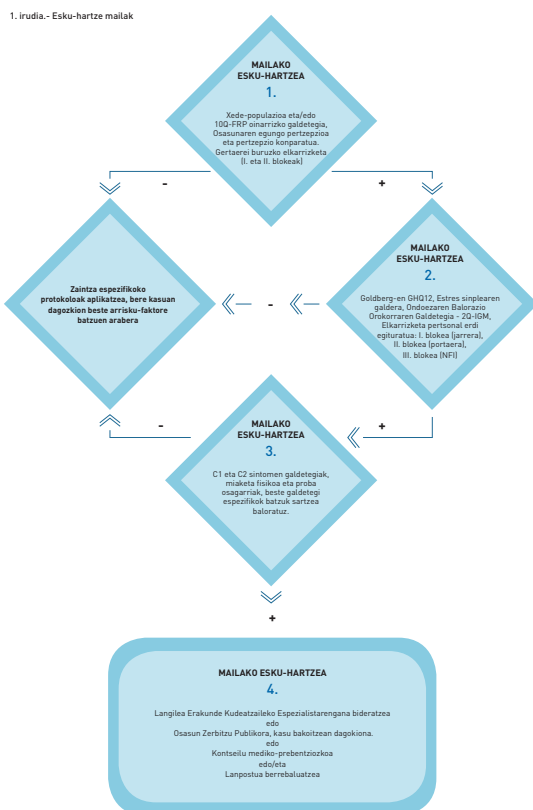 1. irudia.- Esku-hartze mailak
MAILAKO
ESKU-HARTZEA
1.
Xede-populazioa eta/edo
10Q-FRP oinarrizko galdetegia,
Osasunaren egungo pertzepzioa
eta pertzepzio konparatua.
Gertaerei buruzko elkarrizketa
(I. eta II. blokeak)
-
+
Zaintza espezifikoko
protokoloak aplikatzea, bere kasuan
dagozkion beste arrisku-faktore
batzuen arabera
-
MAILAKO
ESKU-HARTZEA
2.
Goldberg-en GHQ12, Estres sinplearen
galdera, Ondoezaren Balorazio
Orokorraren Galdetegia - 2Q-IGM,
Elkarrizketa pertsonal erdi
egituratua: I. blokea (jarrera),
II. blokea (portaera),
III. blokea (NFI)
-
+
MAILAKO
ESKU-HARTZEA
3.
C1 eta C2 sintomen galdetegiak,
miaketa fisikoa eta proba
osagarriak, beste galdetegi
espezifikok batzuk sartzea
baloratuz.
+
MAILAKO ESKU-HARTZEA
4.
Langilea Erakunde Kudeatzaileko Espezialistarengana bideratzea
edo
Osasun Zerbitzu Publikora, kasu bakoitzean dagokiona.
edo
Kontseilu mediko-prebentziozkoa
edo/eta
Lanpostua berrebaluatzea